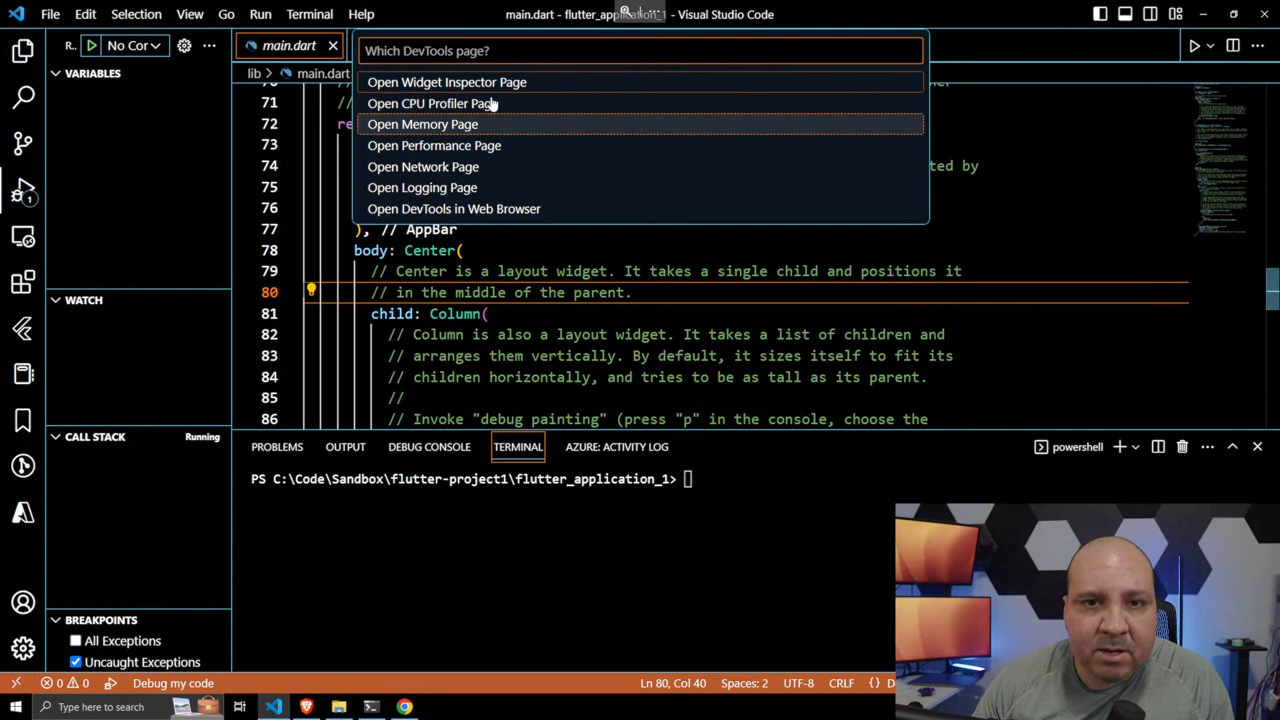 File Edit Selection View Go Run Terminal Help
main.dart - flutter_application_1 - Visual Studio Code
R.. No Cor
main.dart
lib > main.dart
Which DevTools page?
Open Widget Inspector Page
Open CPU Profiler Page
Open Memory Page
Open Performance Page
Open Network Page
Open Logging Page
Open DevTools in Web Browser
VARIABLES
WATCH
CALL STACK Running
BREAKPOINTS
All Exceptions
Uncaught Exceptions
71 //
72 re
73
74 ted by
75
76
77 ), // AppBar
78 body: Center(
79 // Center is a layout widget. It takes a single child and positions it
80 // in the middle of the parent.
81 child: Column(
82 // Column is also a layout widget. It takes a list of children and
83 // arranges them vertically. By default, it sizes itself to fit its
84 // children horizontally, and tries to be as tall as its parent.
85 //
86 // Invoke "debug painting" (press "p" in the console, choose the
PROBLEMS OUTPUT DEBUG CONSOLE TERMINAL AZURE: ACTIVITY LOG
powershell
PS C:\Code\Sandbox\flutter-project1\flutter_application_1>
0 0 Debug my code
Ln 80, Col 40 Spaces: 2 UTF-8 CRLF {} D
Type here to search